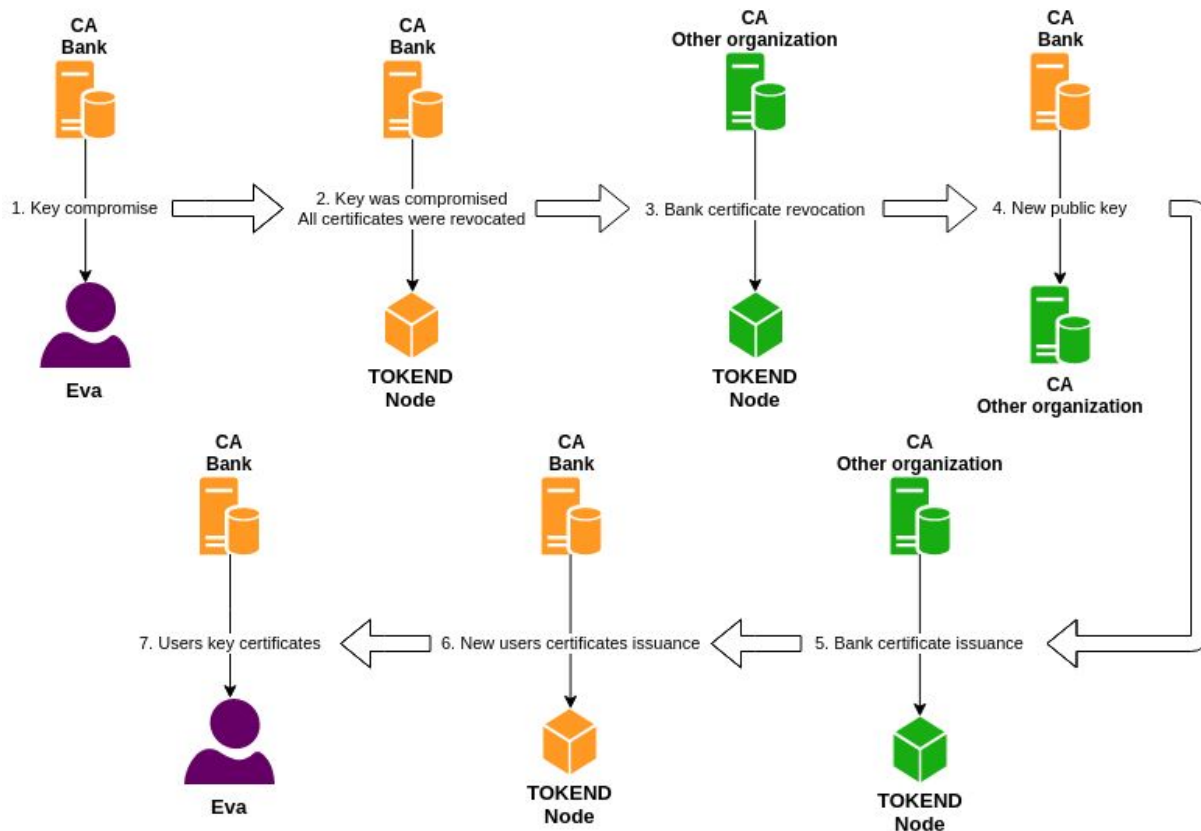 CA
Bank
1. Key compromise
Eva
CA
Bank
2. Key was compromised
All certificates were revocated
TOKEND
Node
CA
Other organization
3. Bank certificate revocation
TOKEND
Node
CA
Bank
4. New public key
CA
Other organization
CA
Other organization
5. Bank certificate issuance
TOKEND
Node
CA
Bank
6. New users certificates issuance
TOKEND
Node
CA
Bank
7. Users key certificates
Eva